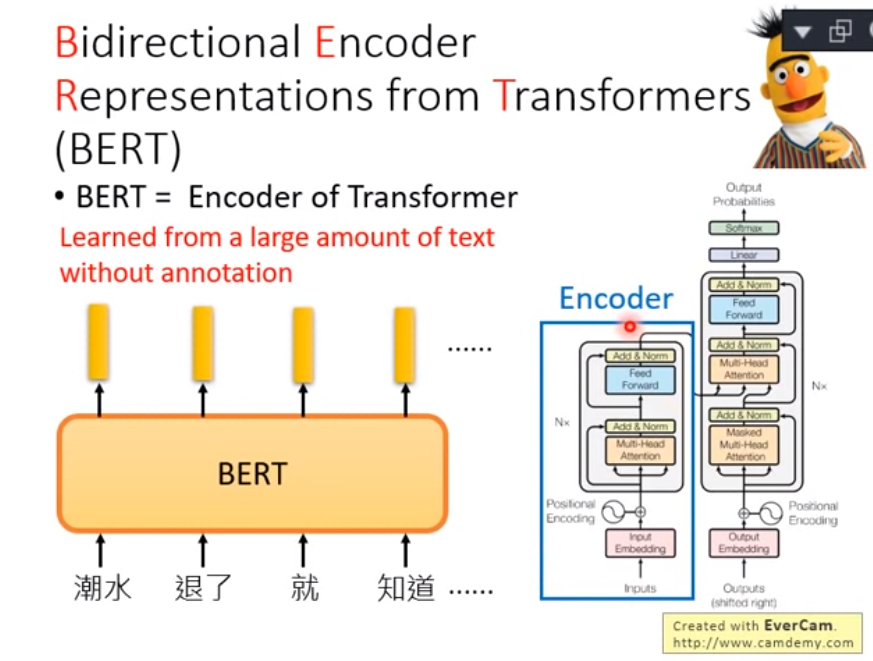 Bidirectional Encoder
Representations from Transformers
(BERT)
• BERT = Encoder of Transformer
Learned from a large amount of text
without annotation
......
BERT
潮水 退了 就 知道 ......
Encoder
Add & Norm
Feed
Forward
Add & Norm
Multi-Head
Attention
Nx
Positional
Encoding
Input
Embedding
Inputs
Output
Probabilities
Softmax
Linear
Add & Norm
Feed
Forward
Add & Norm
Multi-Head
Attention
Nx
Add & Norm
Masked
Multi-Head
Attention
Positional
Encoding
Output
Embedding
Outputs
(shifted right)
Created with EverCam.
http://www.camdemy.com